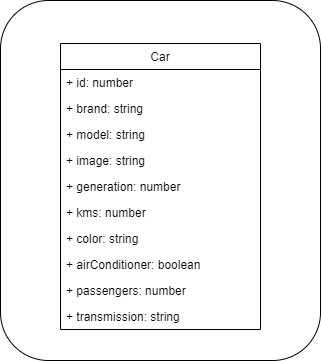 Car
+ id: number
+ brand: string
+ model: string
+ image: string
+ generation: number
+ kms: number
+ color: string
+ airConditioner: boolean
+ passengers: number
+ transmission: string